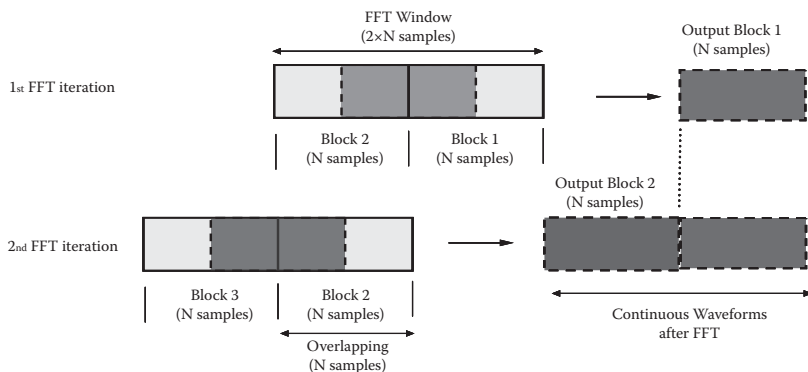 FFT Window
(2×N samples)
Output Block 1
(N samples)
1st FFT iteration
Block 2
(N samples)
Block 1
(N samples)
Output Block 2
(N samples)
2nd FFT iteration
Block 3
(N samples)
Block 2
(N samples)
Continuous Waveforms
after FFT
Overlapping
(N samples)